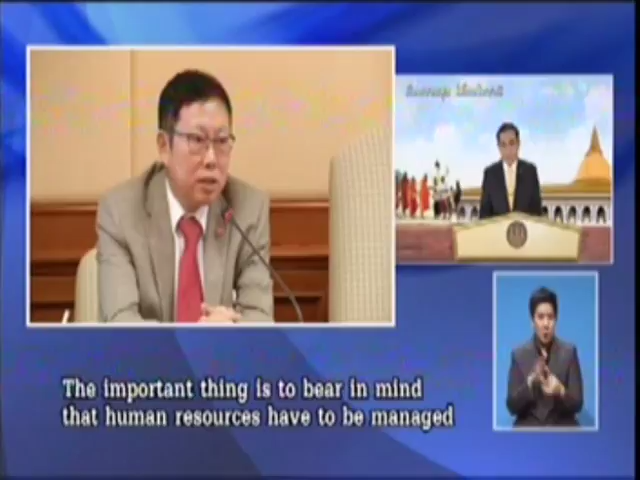 The important thing is to bear in mind
that human resources have to be managed